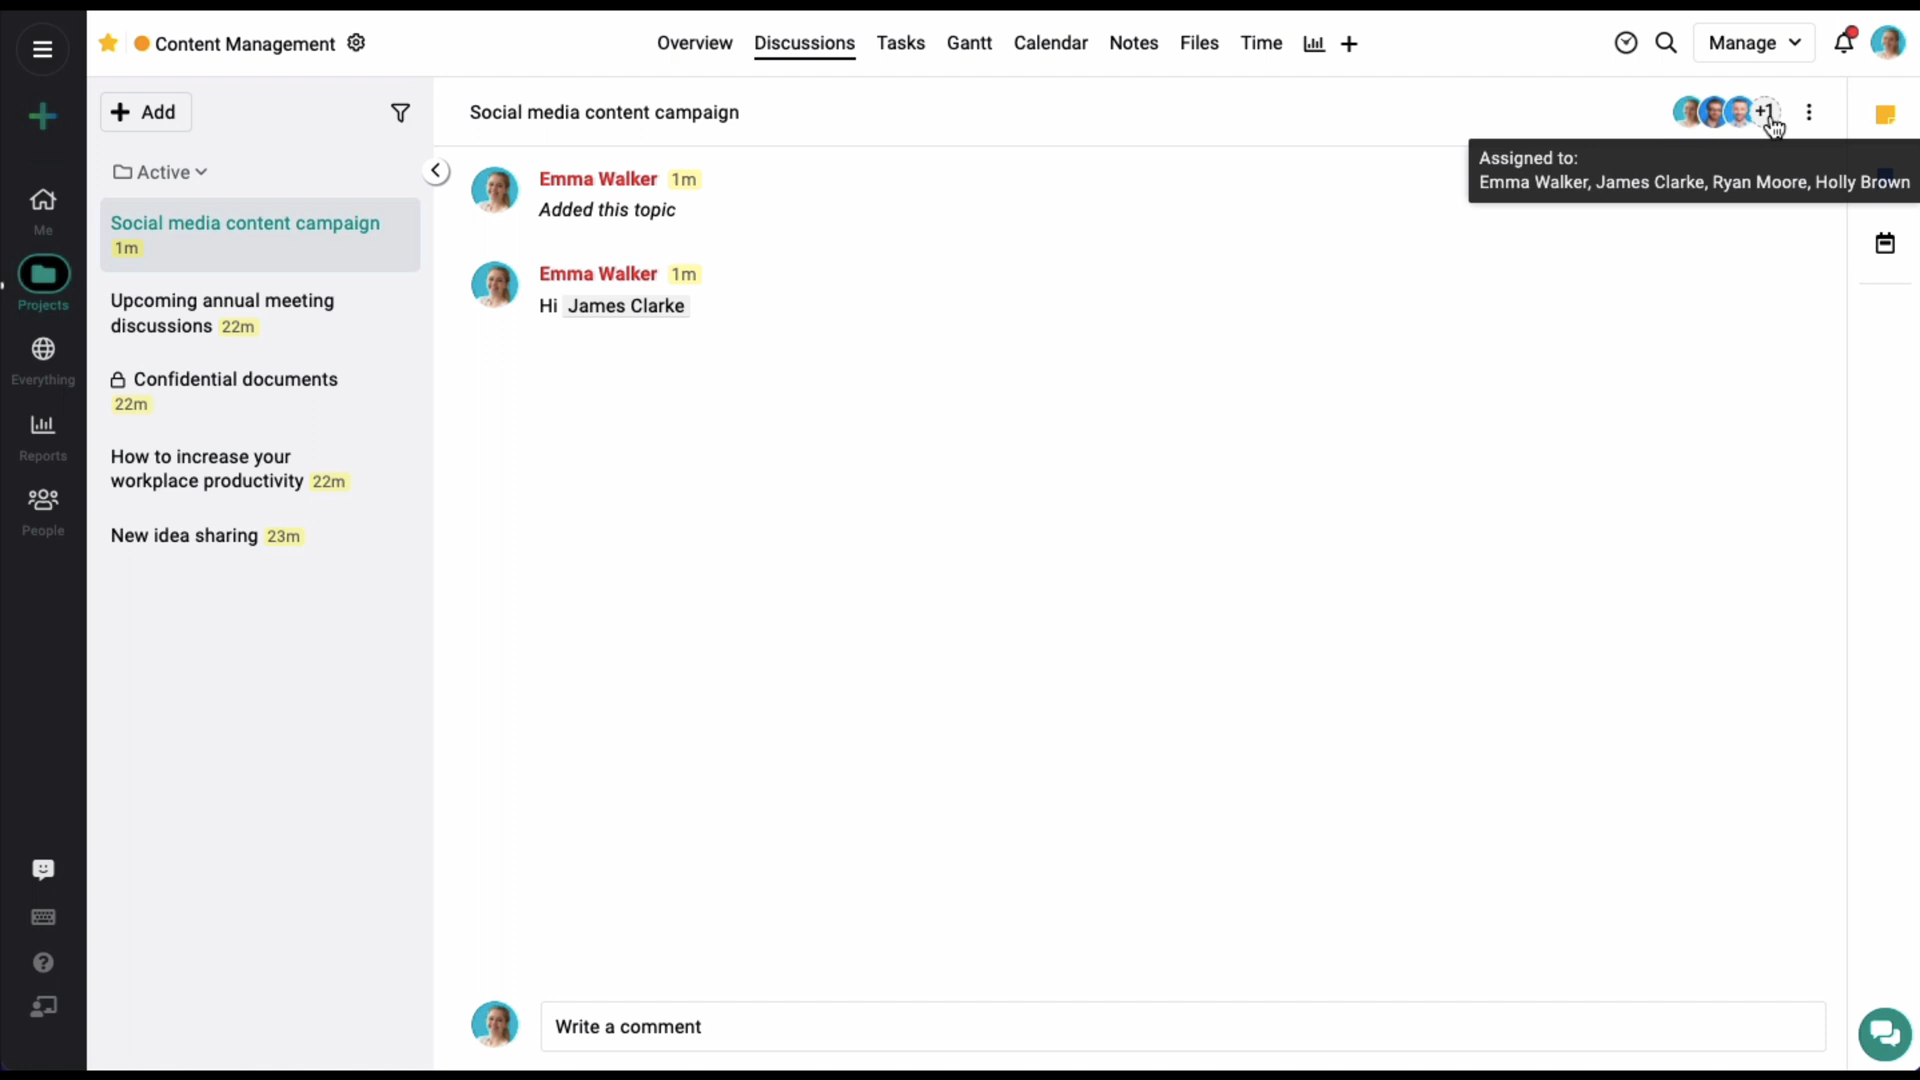 Content Management
Overview Discussions Tasks Gantt Calendar Notes Files Time
Manage
Add
Social media content campaign
+1
Assigned to:
Emma Walker, James Clarke, Ryan Moore, Holly Brown
Active
Social media content campaign
1m
Upcoming annual meeting
discussions 22m
Confidential documents
22m
How to increase your
workplace productivity 22m
New idea sharing 23m
Emma Walker 1m
Added this topic
Emma Walker 1m
Hi James Clarke
Write a comment
Me
Projects
Everything
Reports
People